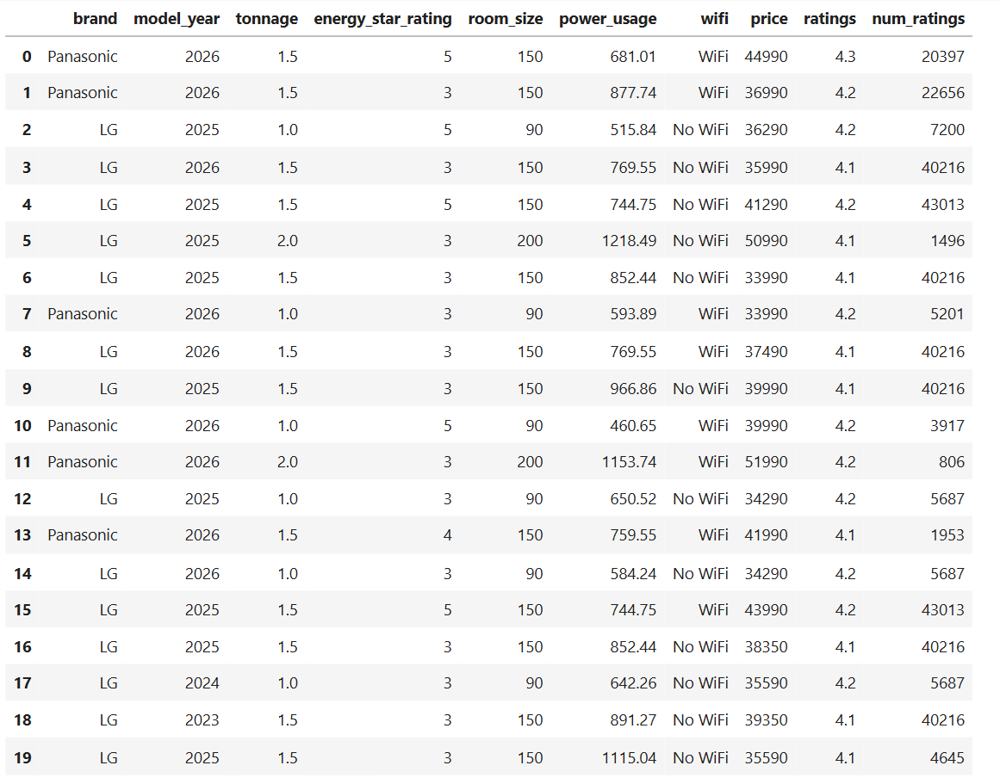 brand model_year tonnage energy_star_rating room_size power_usage wifi price ratings num_ratings
0 Panasonic 2026 1.5 5 150 681.01 WiFi 44990 4.3 20397
1 Panasonic 2026 1.5 3 150 877.74 WiFi 36990 4.2 22656
2 LG 2025 1.0 5 90 515.84 No WiFi 36290 4.2 7200
3 LG 2026 1.5 3 150 769.55 No WiFi 35990 4.1 40216
4 LG 2025 1.5 5 150 744.75 No WiFi 41290 4.2 43013
5 LG 2025 2.0 3 200 1218.49 No WiFi 50990 4.1 1496
6 LG 2025 1.5 3 150 852.44 No WiFi 33990 4.1 40216
7 Panasonic 2026 1.0 3 90 593.89 WiFi 33990 4.2 5201
8 LG 2026 1.5 3 150 769.55 WiFi 37490 4.1 40216
9 LG 2025 1.5 3 150 966.86 No WiFi 39990 4.1 40216
10 Panasonic 2026 1.0 5 90 460.65 WiFi 39990 4.2 3917
11 Panasonic 2026 2.0 3 200 1153.74 WiFi 51990 4.2 806
12 LG 2025 1.0 3 90 650.52 No WiFi 34290 4.2 5687
13 Panasonic 2026 1.5 4 150 759.55 WiFi 41990 4.1 1953
14 LG 2026 1.0 3 90 584.24 No WiFi 34290 4.2 5687
15 LG 2025 1.5 5 150 744.75 WiFi 43990 4.2 43013
16 LG 2025 1.5 3 150 852.44 No WiFi 38350 4.1 40216
17 LG 2024 1.0 3 90 642.26 No WiFi 35590 4.2 5687
18 LG 2023 1.5 3 150 891.27 No WiFi 39350 4.1 40216
19 LG 2025 1.5 3 150 1115.04 No WiFi 35590 4.1 4645